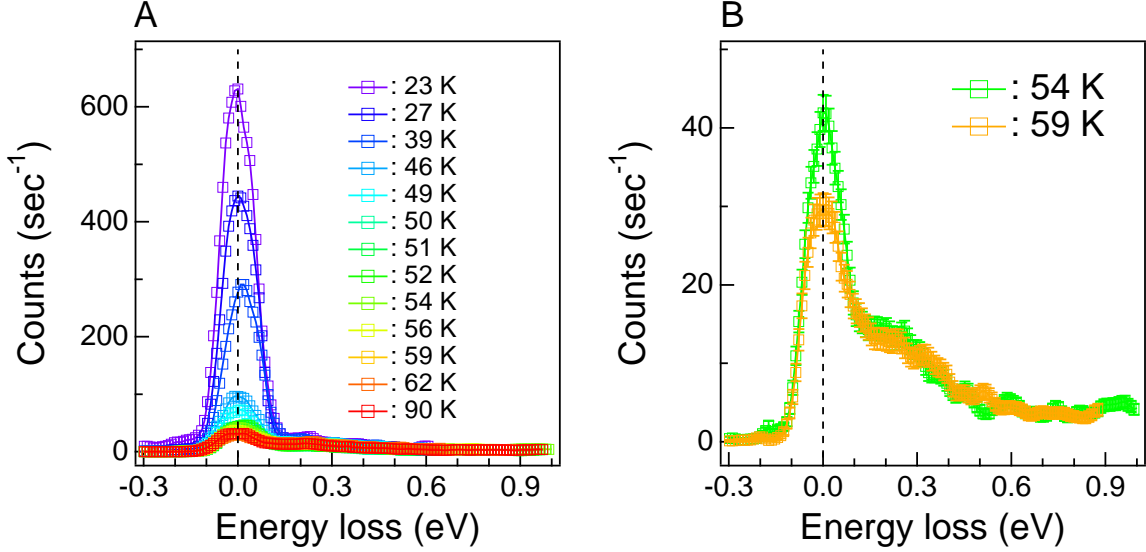 A
Counts (sec⁻¹)
600
400
200
0
-0.3
0.0
0.3
0.6
0.9
Energy loss (eV)
: 23 K
: 27 K
: 39 K
: 46 K
: 49 K
: 50 K
: 51 K
: 52 K
: 54 K
: 56 K
: 59 K
: 62 K
: 90 K
B
Counts (sec⁻¹)
40
20
0
-0.3
0.0
0.3
0.6
0.9
Energy loss (eV)
: 54 K
: 59 K